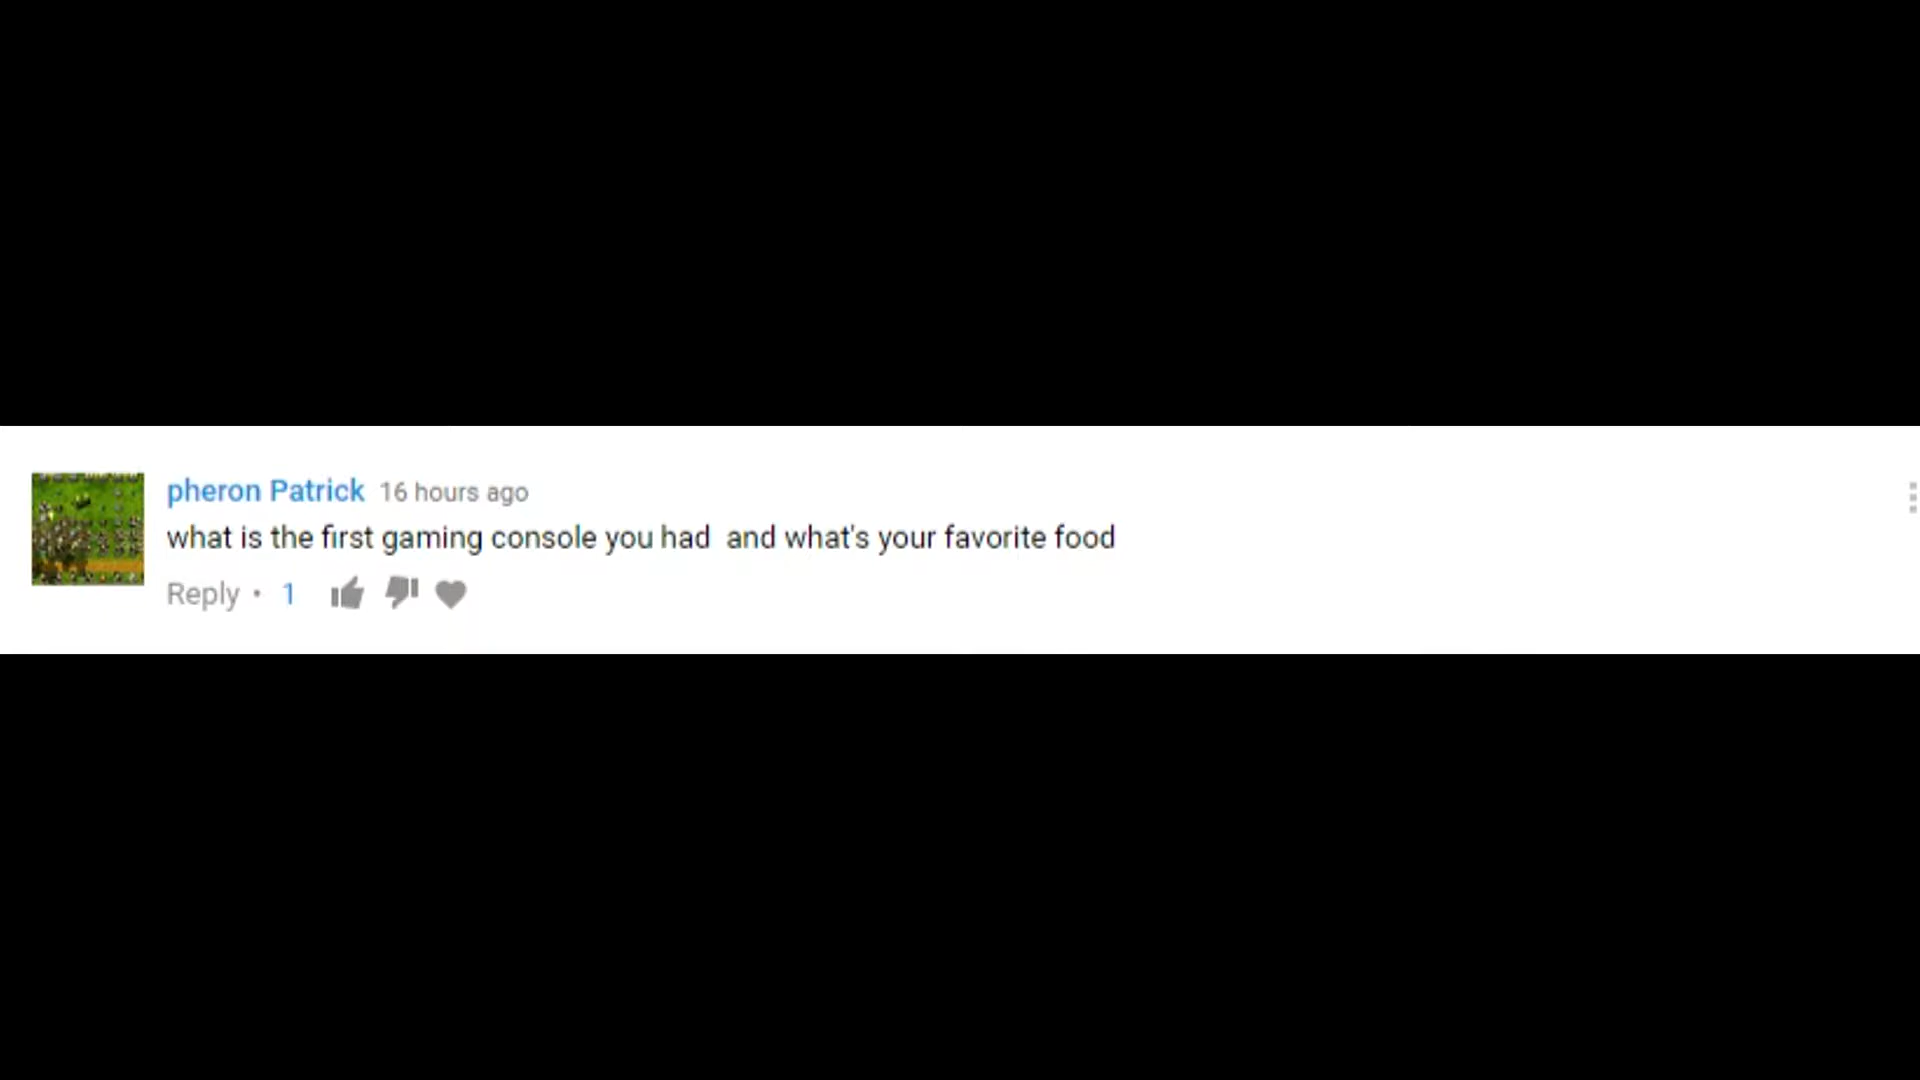 pheron Patrick 16 hours ago
what is the first gaming console you had  and what's your favorite food
Reply • 1